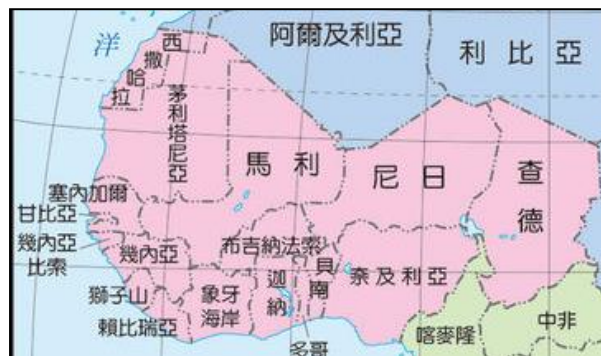 洋
西撒哈拉
阿爾及利亞
利比亞
茅利塔尼亞
馬利
尼日
查德
塞內加爾
甘比亞
幾內亞
比索
幾內亞
布吉納法索
貝南
奈及利亞
獅子山
象牙
海岸
迦納
賴比瑞亞
多哥
喀麥隆
中非